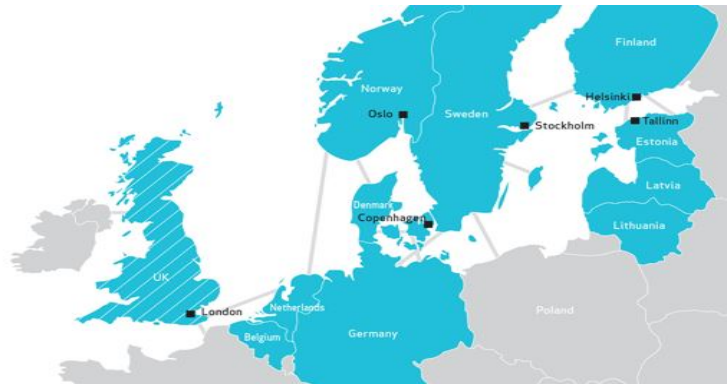 Finland
Norway
Helsinki
Oslo
Sweden
Tallinn
Stockholm
Estonia
Latvia
Denmark
Copenhagen
Lithuania
UK
London
Netherlands
Poland
Belgium
Germany